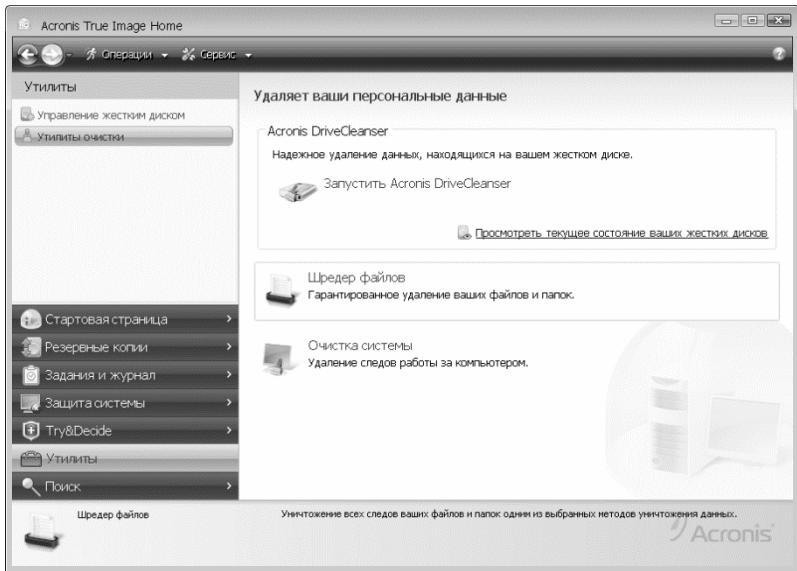 Acronis True Image Home
Операции
Сервис
Утилиты
Управление жестким диском
Утилиты очистки
Стартовая страница
Резервные копии
Задания и журнал
Защита системы
Try&Decide
Утилиты
Поиск
Удаляет ваши персональные данные
Acronis DriveCleanser
Надежное удаление данных, находящихся на вашем жестком диске.
Запустить Acronis DriveCleanser
Просмотреть текущее состояние ваших жестких дисков
Шредер файлов
Гарантированное удаление ваших файлов и папок.
Очистка системы
Удаление следов работы за компьютером.
Шредер файлов
Уничтожение всех следов ваших файлов и папок одним из выбранных методов уничтожения данных.
Acronis